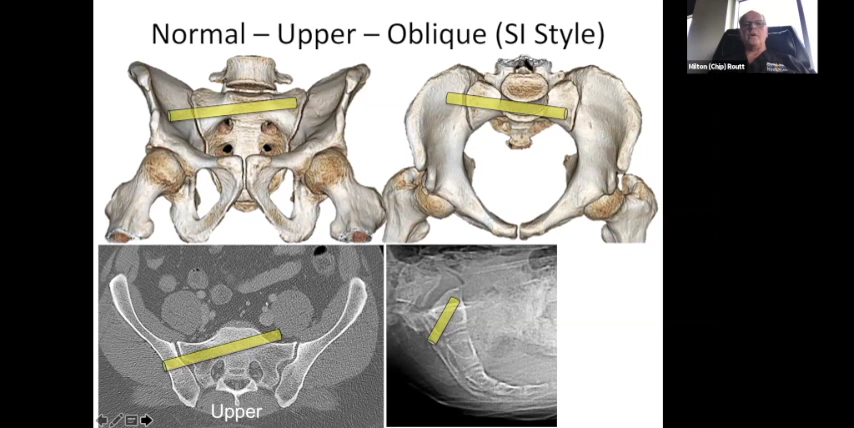 Normal – Upper – Oblique (SI Style)
Milton (Chip) Routt
Upper